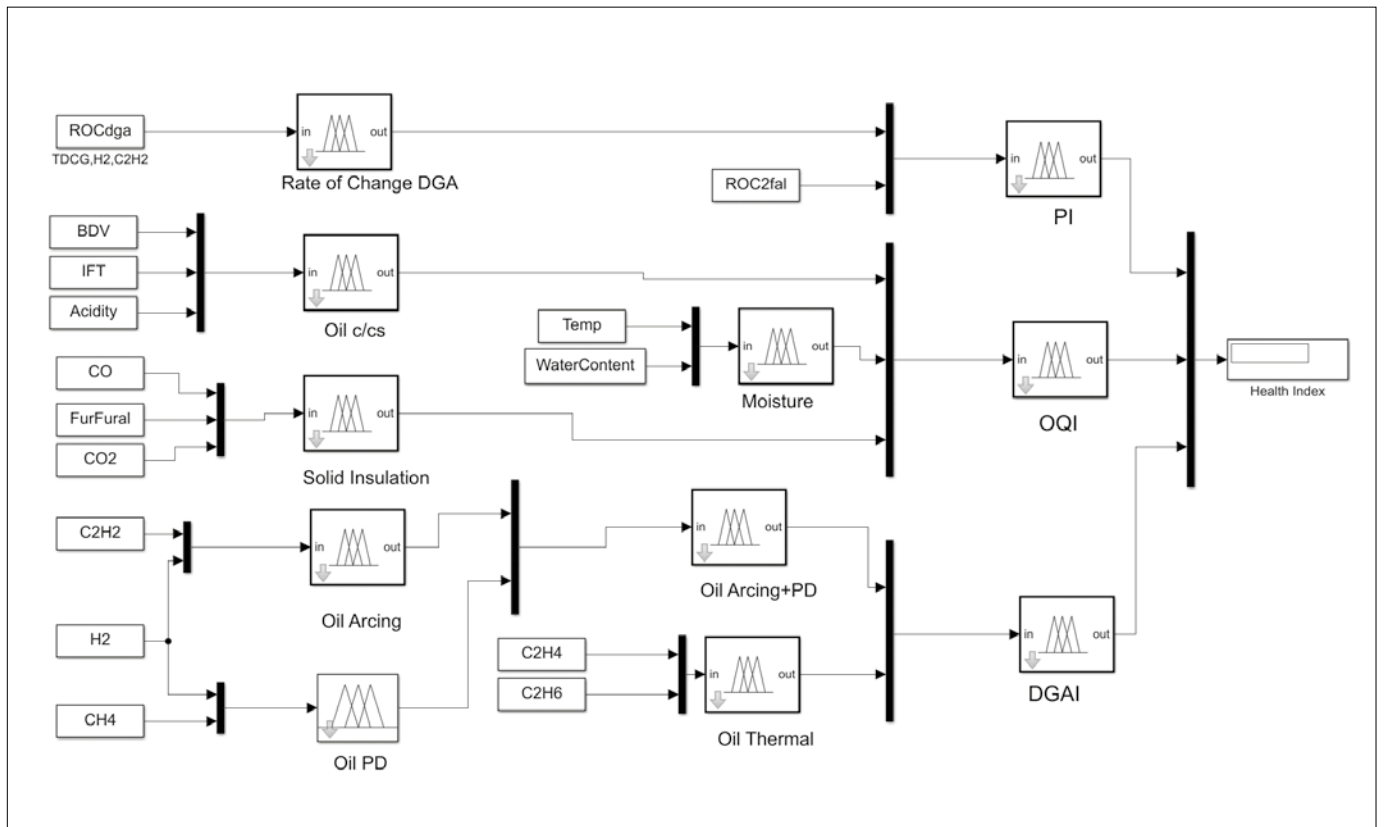 ROCdga
TDCG,H2,C2H2
in
out
Rate of Change DGA
ROC2fal
in
out
PI
BDV
IFT
Acidity
in
out
Oil c/cs
Temp
WaterContent
in
out
Moisture
in
out
OQI
Health Index
CO
FurFural
CO2
in
out
Solid Insulation
C2H2
H2
CH4
in
out
Oil Arcing
in
out
Oil Arcing+PD
Oil PD
C2H4
C2H6
in
out
Oil Thermal
in
out
DGAI